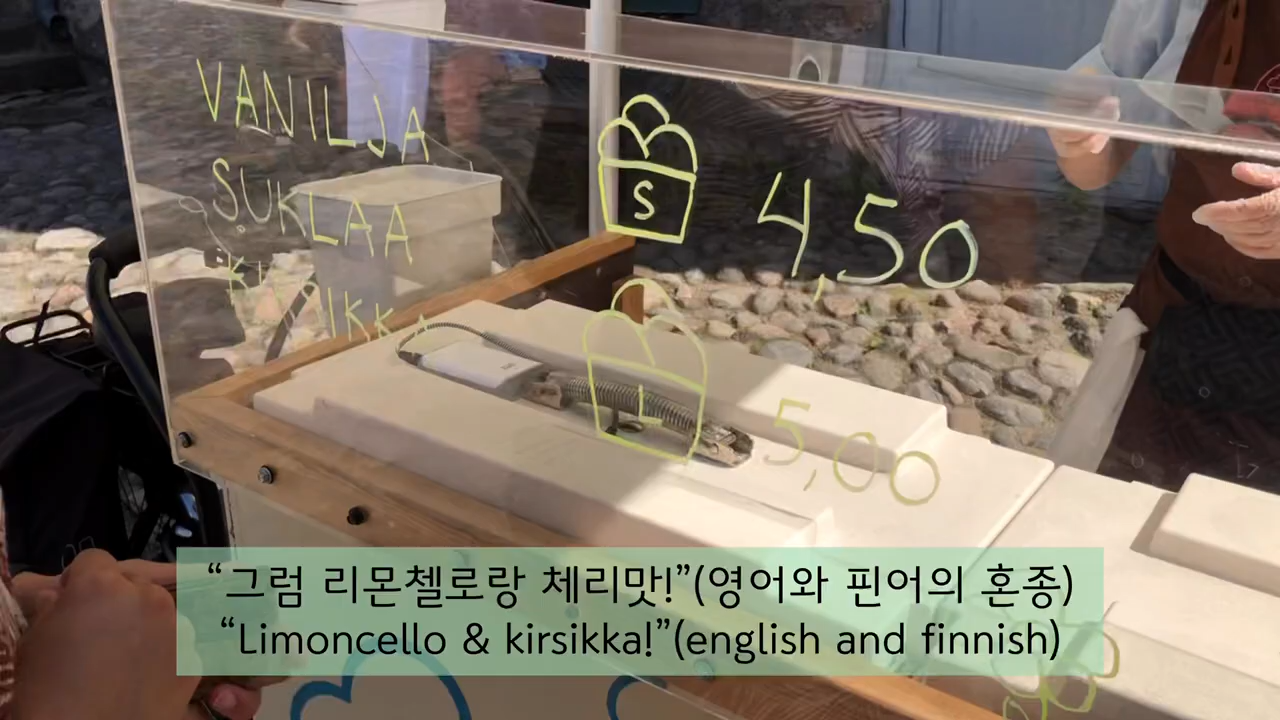 VANILJA
SUKLAA
S 4,50
L 5,00
“그럼 리몬첼로랑 체리맛!”(영어와 핀어의 혼종)
“Limoncello & kirsikka!”(english and finnish)